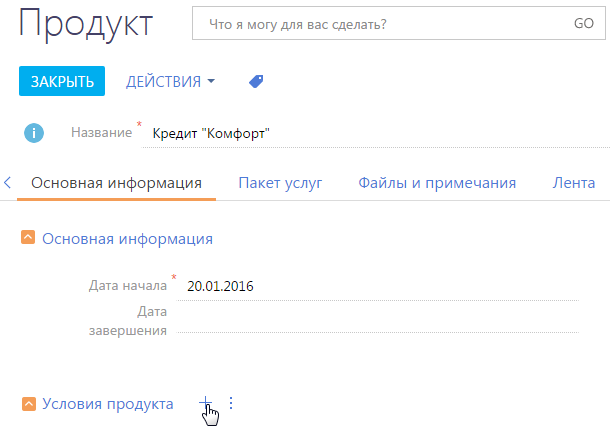 Продукт
Что я могу для вас сделать? GO
ЗАКРЫТЬ ДЕЙСТВИЯ
i Название * Кредит "Комфорт"
Основная информация Пакет услуг Файлы и примечания Лента
Основная информация
Дата начала * 20.01.2016
Дата
завершения
Условия продукта